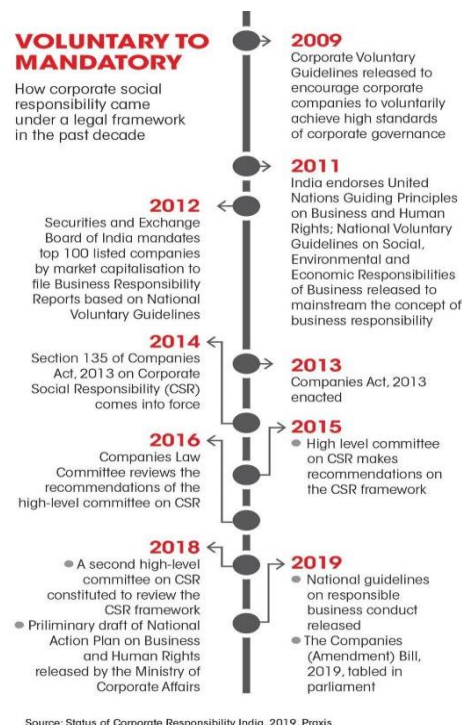 VOLUNTARY TO
MANDATORY
How corporate social
responsibility came
under a legal framework
in the past decade
2009
Corporate Voluntary
Guidelines released to
encourage corporate
companies to voluntarily
achieve high standards
of corporate governance
2011
India endorses United
Nations Guiding Principles
on Business and Human
Rights; National Voluntary
Guidelines on Social,
Environmental and
Economic Responsibilities
of Business released to
mainstream the concept of
business responsibility
2012
Securities and Exchange
Board of India mandates
top 100 listed companies
by market capitalisation to
file Business Responsibility
Reports based on National
Voluntary Guidelines
2013
Companies Act, 2013
enacted
2014
Section 135 of Companies
Act, 2013 on Corporate
Social Responsibility (CSR)
comes into force
2015
High level committee
on CSR makes
recommendations on
the CSR framework
2016
Companies Law
Committee reviews the
recommendations of the
high-level committee on CSR
2018
A second high-level
committee on CSR
constituted to review the
CSR framework
Priliminary draft of National
Action Plan on Business
and Human Rights
released by the Ministry of
Corporate Affairs
2019
National guidelines
on responsible
business conduct
released
The Companies
(Amendment) Bill,
2019, tabled in
parliament
Source: Status of Corporate Responsibility India, 2019, Praxis